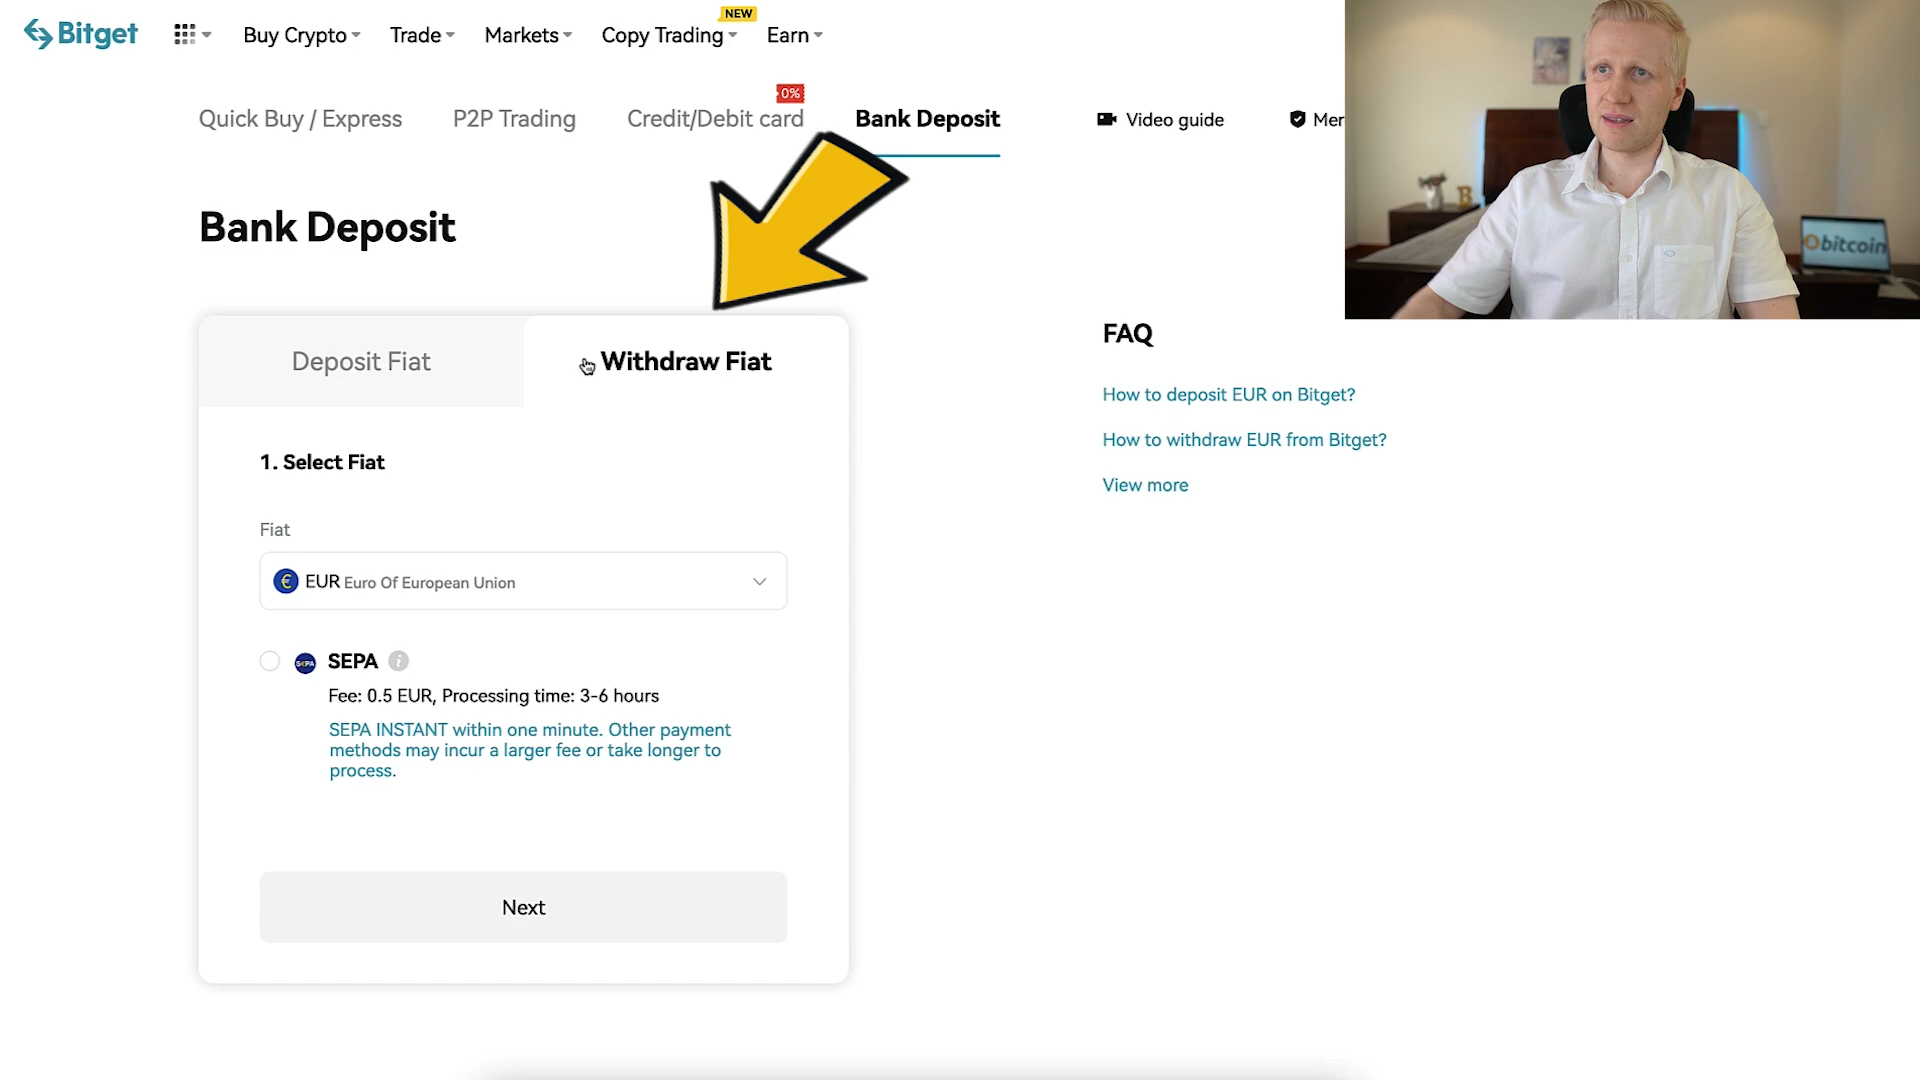 Bitget
Buy Crypto
Trade
Markets
Copy Trading
NEW
Earn
Quick Buy / Express
P2P Trading
Credit/Debit card
0%
Bank Deposit
Video guide
Mer
Bank Deposit
bitcoin
Deposit Fiat
Withdraw Fiat
FAQ
How to deposit EUR on Bitget?
How to withdraw EUR from Bitget?
View more
1. Select Fiat
Fiat
€ EUR Euro Of European Union
SEPA SEPA i
Fee: 0.5 EUR, Processing time: 3-6 hours
SEPA INSTANT within one minute. Other payment
methods may incur a larger fee or take longer to
process.
Next